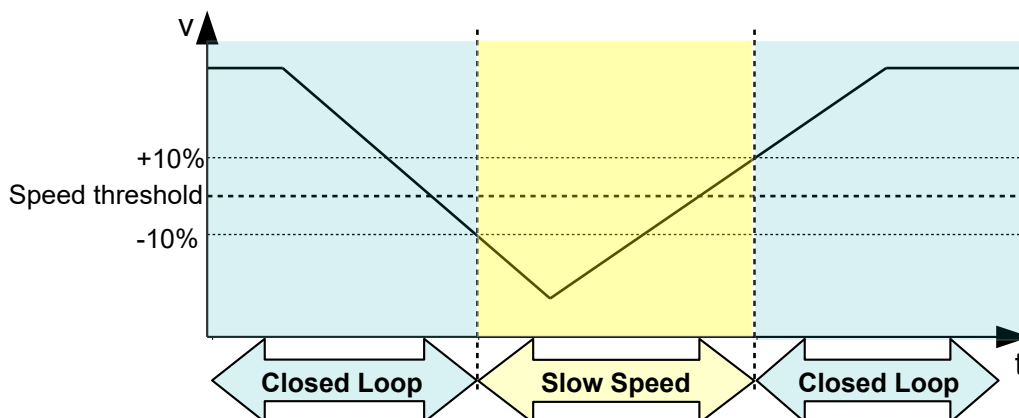 v
+10%
Speed threshold
-10%
t
Closed Loop
Slow Speed
Closed Loop